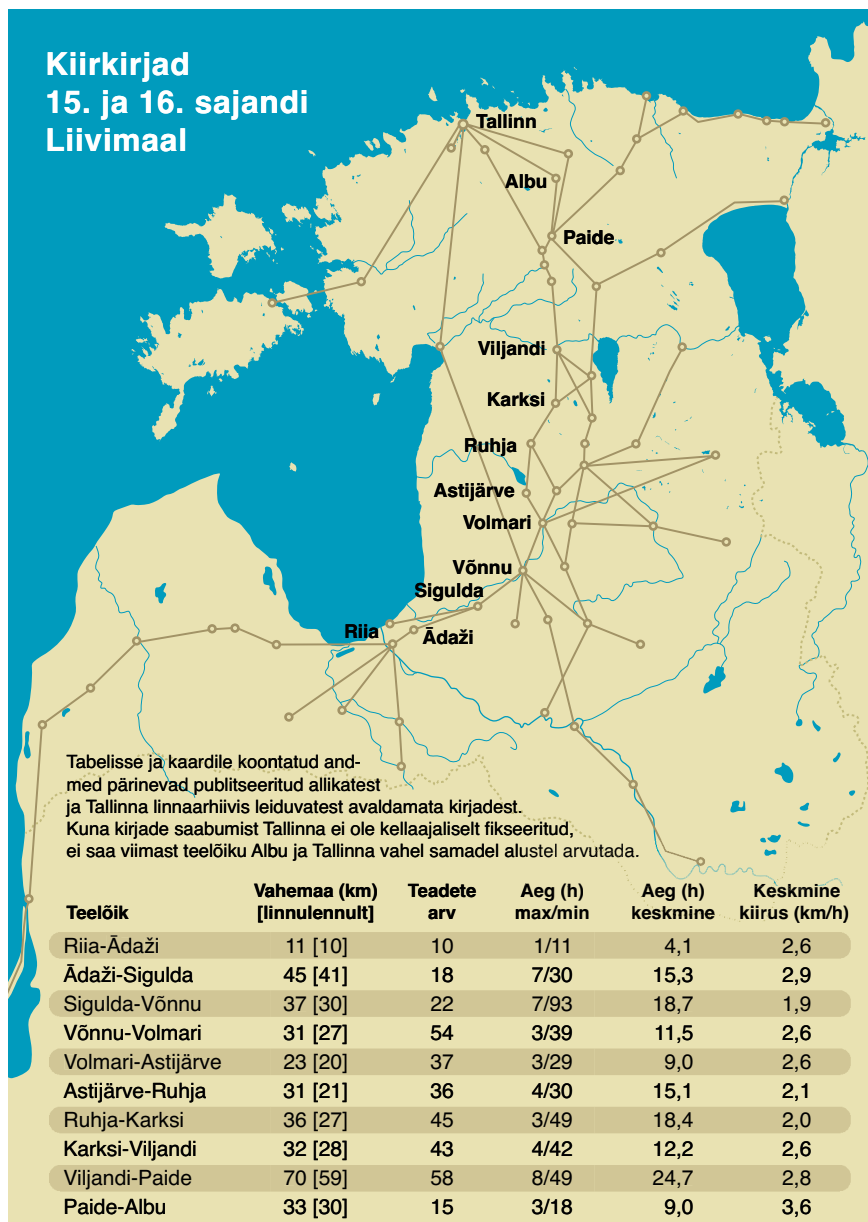 Kiirkirjad
15. ja 16. sajandi
Liivimaal
Tallinn
Albu
Paide
Viljandi
Karksi
Ruhja
Astijärve
Volmari
Võnnu
Sigulda
Riia
Ādaži
Tabelisse ja kaardile koontatud and-
med pärinevad publitseeritud allikatest
ja Tallinna linnaarhiivis leiduvatest avaldamata kirjadest.
Kuna kirjade saabumist Tallinna ei ole kellaajaliselt fikseeritud,
ei saa viimast teelõiku Albu ja Tallinna vahel samadel alustel arvutada.
Vahemaa (km) Teadete Aeg (h) Aeg (h) Keskmine
Teelõik [linnulennult] arv max/min keskmine kiirus (km/h)
Riia-Ādaži 11 [10] 10 1/11 4,1 2,6
Ādaži-Sigulda 45 [41] 18 7/30 15,3 2,9
Sigulda-Võnnu 37 [30] 22 7/93 18,7 1,9
Võnnu-Volmari 31 [27] 54 3/39 11,5 2,6
Volmari-Astijärve 23 [20] 37 3/29 9,0 2,6
Astijärve-Ruhja 31 [21] 36 4/30 15,1 2,1
Ruhja-Karksi 36 [27] 45 3/49 18,4 2,0
Karksi-Viljandi 32 [28] 43 4/42 12,2 2,6
Viljandi-Paide 70 [59] 58 8/49 24,7 2,8
Paide-Albu 33 [30] 15 3/18 9,0 3,6